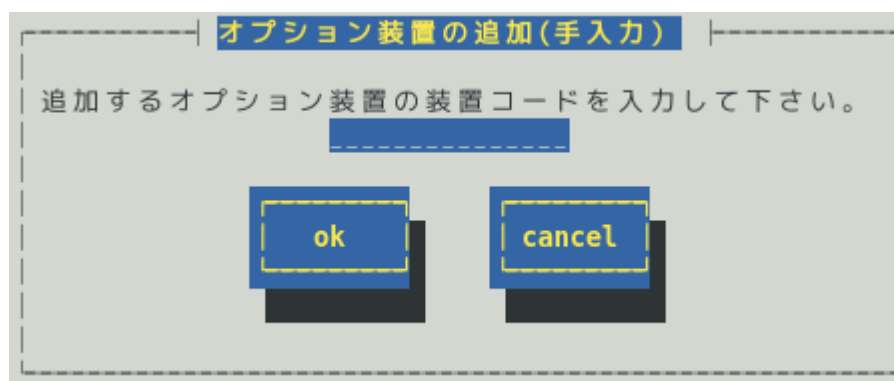 オプション装置の追加(手入力)
追加するオプション装置の装置コードを入力して下さい。
_______________
ok cancel